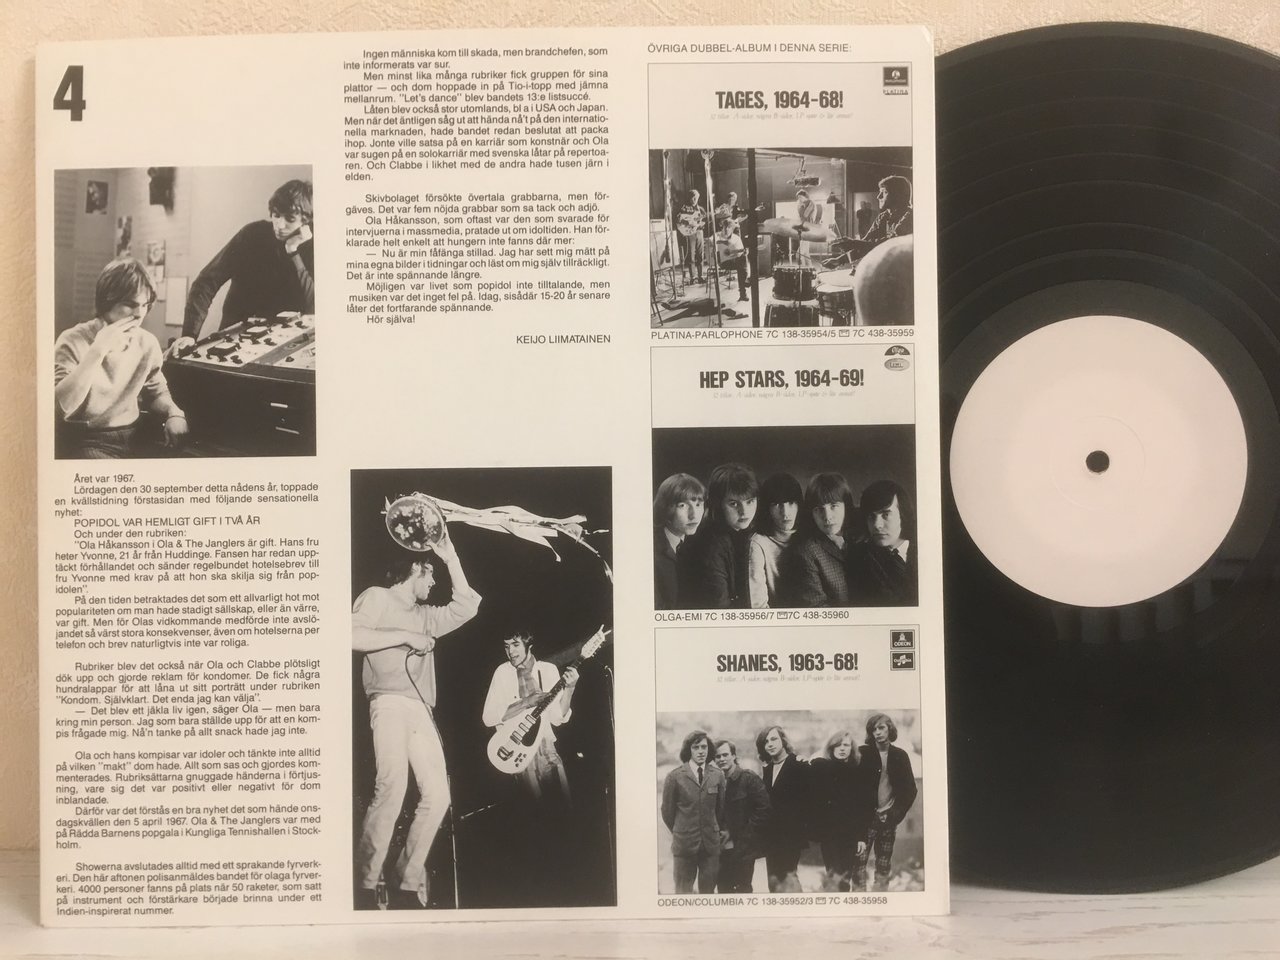 4
Året var 1967.
Lördagen den 30 september detta nådens år, toppade
en kvällstidning förstasidan med följande sensationella
nyhet:
POPIDOL VAR HEMLIGT GIFT I TVÅ ÅR
Och under den rubriken:
"Ola Håkansson i Ola & The Janglers är gift. Hans fru
heter Yvonne, 21 år från Huddinge. Fansen har redan upp-
täckt förhållandet och sänder regelbundet hotelsebrev till
fru Yvonne med krav på att hon ska skilja sig från pop-
idolen".
På den tiden betraktades det som ett allvarligt hot mot
populariteten om man hade stadigt sällskap, eller än värre,
var gift. Men för Olas vidkommande medförde inte avslö-
jandet så värst stora konsekvenser, även om hotelserna per
telefon och brev naturligtvis inte var roliga.
Rubriker blev det också när Ola och Clabbe plötsligt
dök upp och gjorde reklam för kondomer. De fick några
hundralappar för att låna ut sitt porträtt under rubriken
"Kondom. Självklart. Det enda jag kan välja".
— Det blev ett jäkla liv igen, säger Ola — men bara
kring min person. Jag som bara ställde upp för att en kom-
pis frågade mig. Nå'n tanke på allt snack hade jag inte.
Ola och hans kompisar var idoler och tänkte inte alltid
på vilken "makt" dom hade. Allt som sas och gjordes kom-
menterades. Rubriksättarna gnuggade händerna i förtjus-
ning, vare sig det var positivt eller negativt för dom
inblandade.
Därför var det förstås en bra nyhet det som hände ons-
dagskvällen den 5 april 1967. Ola & The Janglers var med
på Rädda Barnens popgala i Kungliga Tennishallen i Stock-
holm.
Showerna avslutades alltid med ett sprakande fyrverk-
eri. Den här aftonen polisanmäldes bandet för olaga fyrver-
keri. 4000 personer fanns på plats när 50 raketer, som satt
på instrument och förstärkare började brinna under ett
Indien-inspirerat nummer.
Ingen människa kom till skada, men brandchefen, som
inte informerats var sur.
Men minst lika många rubriker fick gruppen för sina
plattor — och dom hoppade in på Tio-i-topp med jämna
mellanrum. "Let's dance" blev bandets 13:e listsuccé.
Låten blev också stor utomlands, bl a i USA och Japan.
Men när det äntligen såg ut att hända nå't på den internatio-
nella marknaden, hade bandet redan beslutat att packa
ihop. Jonte ville satsa på en karriär som konstnär och Ola
var sugen på en solokarriär med svenska låtar på repertoa-
ren. Och Clabbe i likhet med de andra hade tusen järn i
elden.
Skivbolaget försökte övertala grabbarna, men för-
gäves. Det var fem nöjda grabbar som sa tack och adjö.
Ola Håkansson, som oftast var den som svarade för
intervjuerna i massmedia, pratade ut om idoltiden. Han för-
klarade helt enkelt att hungern inte fanns där mer:
— Nu är min fåfänga stillad. Jag har sett mig mätt på
mina egna bilder i tidningar och läst om mig själv tillräckligt.
Det är inte spännande längre.
Möjligen var livet som popidol inte tilltalande, men
musiken var det inget fel på. Idag, sisådär 15-20 år senare
låter det fortfarande spännande.
Hör själva!
KEIJO LIIMATAINEN
ÖVRIGA DUBBEL-ALBUM I DENNA SERIE:
PARLOPHONE
PLATINA
TAGES, 1964-68!
PLATINA-PARLOPHONE 7C 138-35954/5 7C 438-35959
Olga
HEP STARS, 1964-69!
OLGA-EMI 7C 138-35956/7 7C 438-35960
ODEON
Columbia
SHANES, 1963-68!
ODEON/COLUMBIA 7C 138-35952/3 7C 438-35958